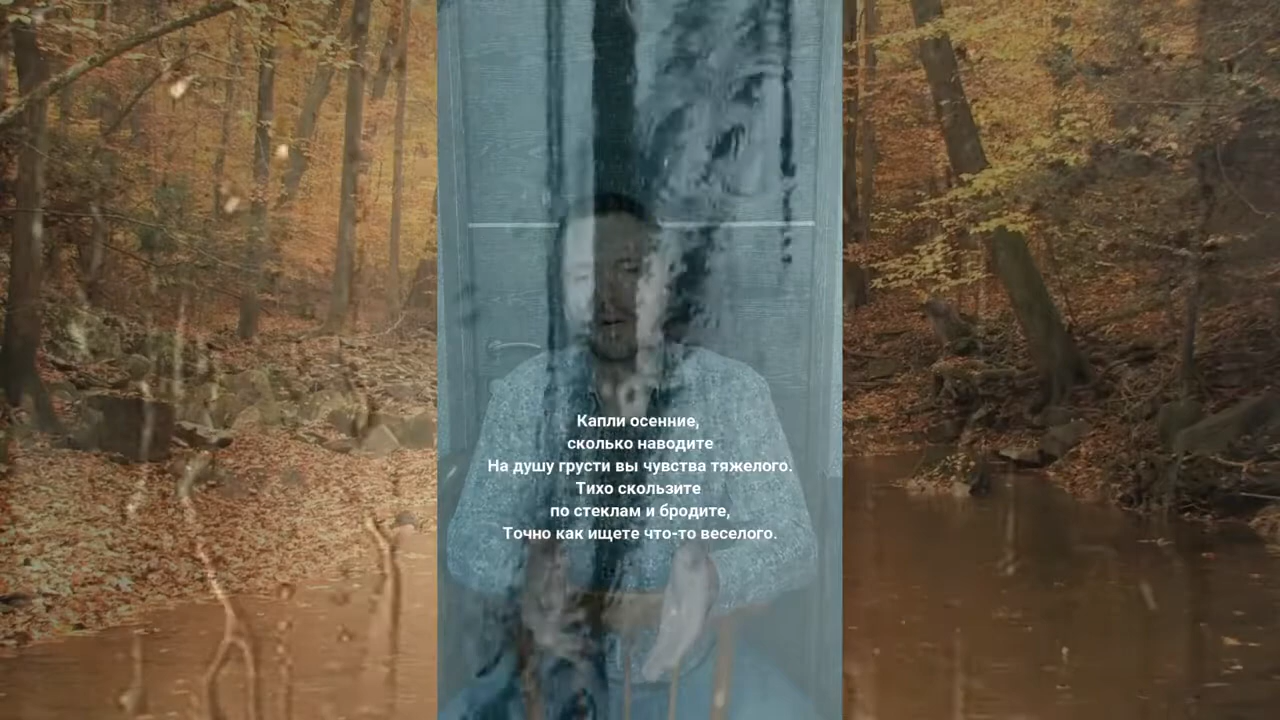 Капли осенние,
сколько наводите
На душу грусти вы чувства тяжелого.
Тихо скользите
по стеклам и бродите,
Точно как ищете что-то веселого.